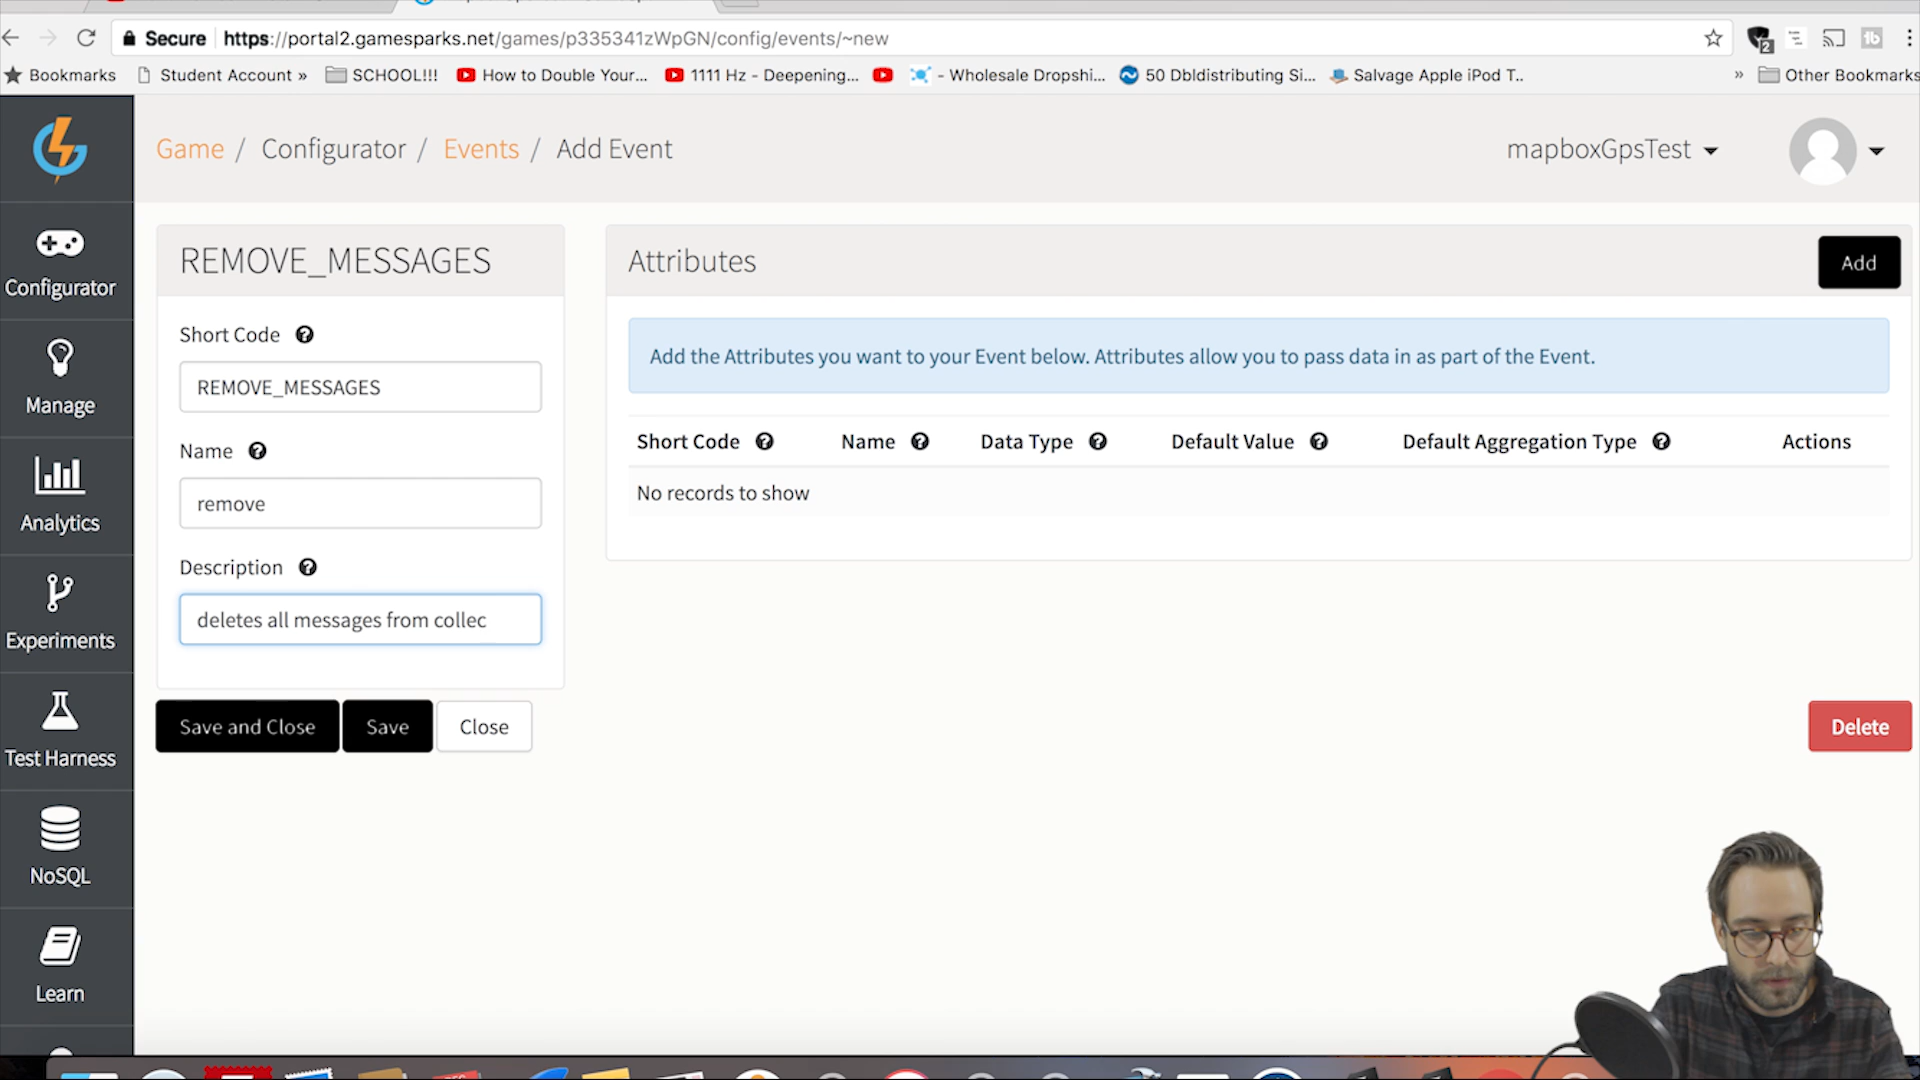 Secure https://portal2.gamesparks.net/games/p335341zWpGN/config/events/~new
2
Bookmarks Student Account » SCHOOL!!! How to Double Your... 1111 Hz - Deepening... - Wholesale Dropshi... 50 Dbldistributing Si... Salvage Apple iPod T.. » Other Bookmarks
Game / Configurator / Events / Add Event
mapboxGpsTest
Configurator
Manage
Analytics
Experiments
Test Harness
NoSQL
Learn
REMOVE_MESSAGES
Short Code
REMOVE_MESSAGES
Name
remove
Description
deletes all messages from collec
Save and Close Save Close
Attributes
Add
Add the Attributes you want to your Event below. Attributes allow you to pass data in as part of the Event.
Short Code Name Data Type Default Value Default Aggregation Type Actions
No records to show
Delete